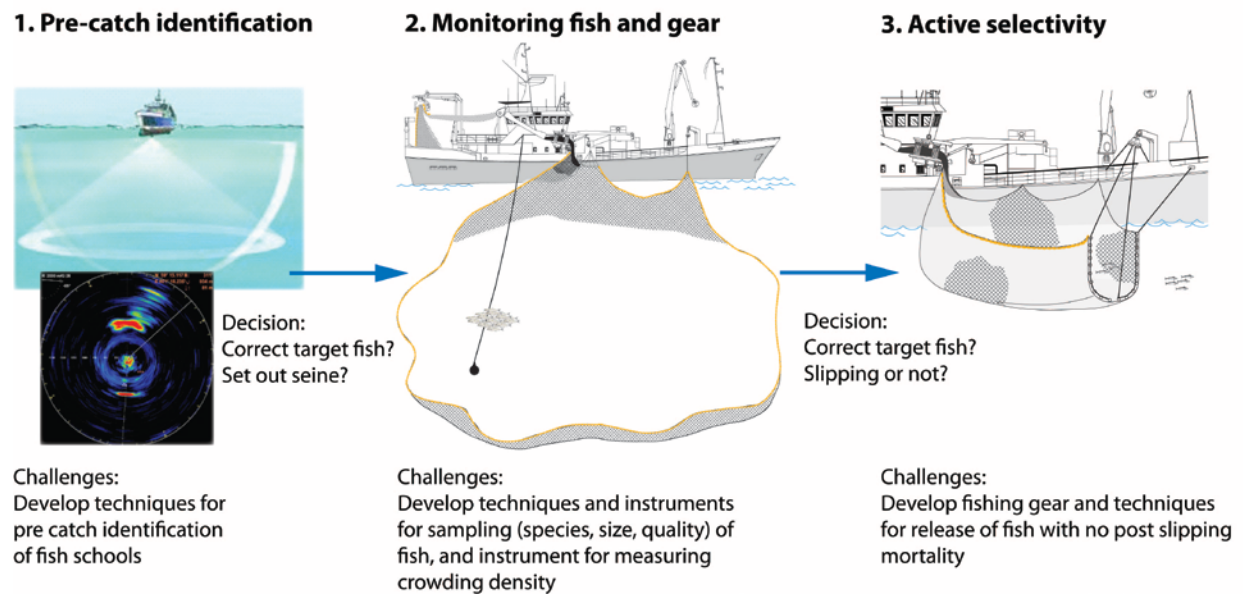 1. Pre-catch identification
2. Monitoring fish and gear
3. Active selectivity
Decision:
Correct target fish?
Set out seine?
Decision:
Correct target fish?
Slipping or not?
Challenges:
Develop techniques for
pre catch identification
of fish schools
Challenges:
Develop techniques and instruments
for sampling (species, size, quality) of
fish, and instrument for measuring
crowding density
Challenges:
Develop fishing gear and techniques
for release of fish with no post slipping
mortality